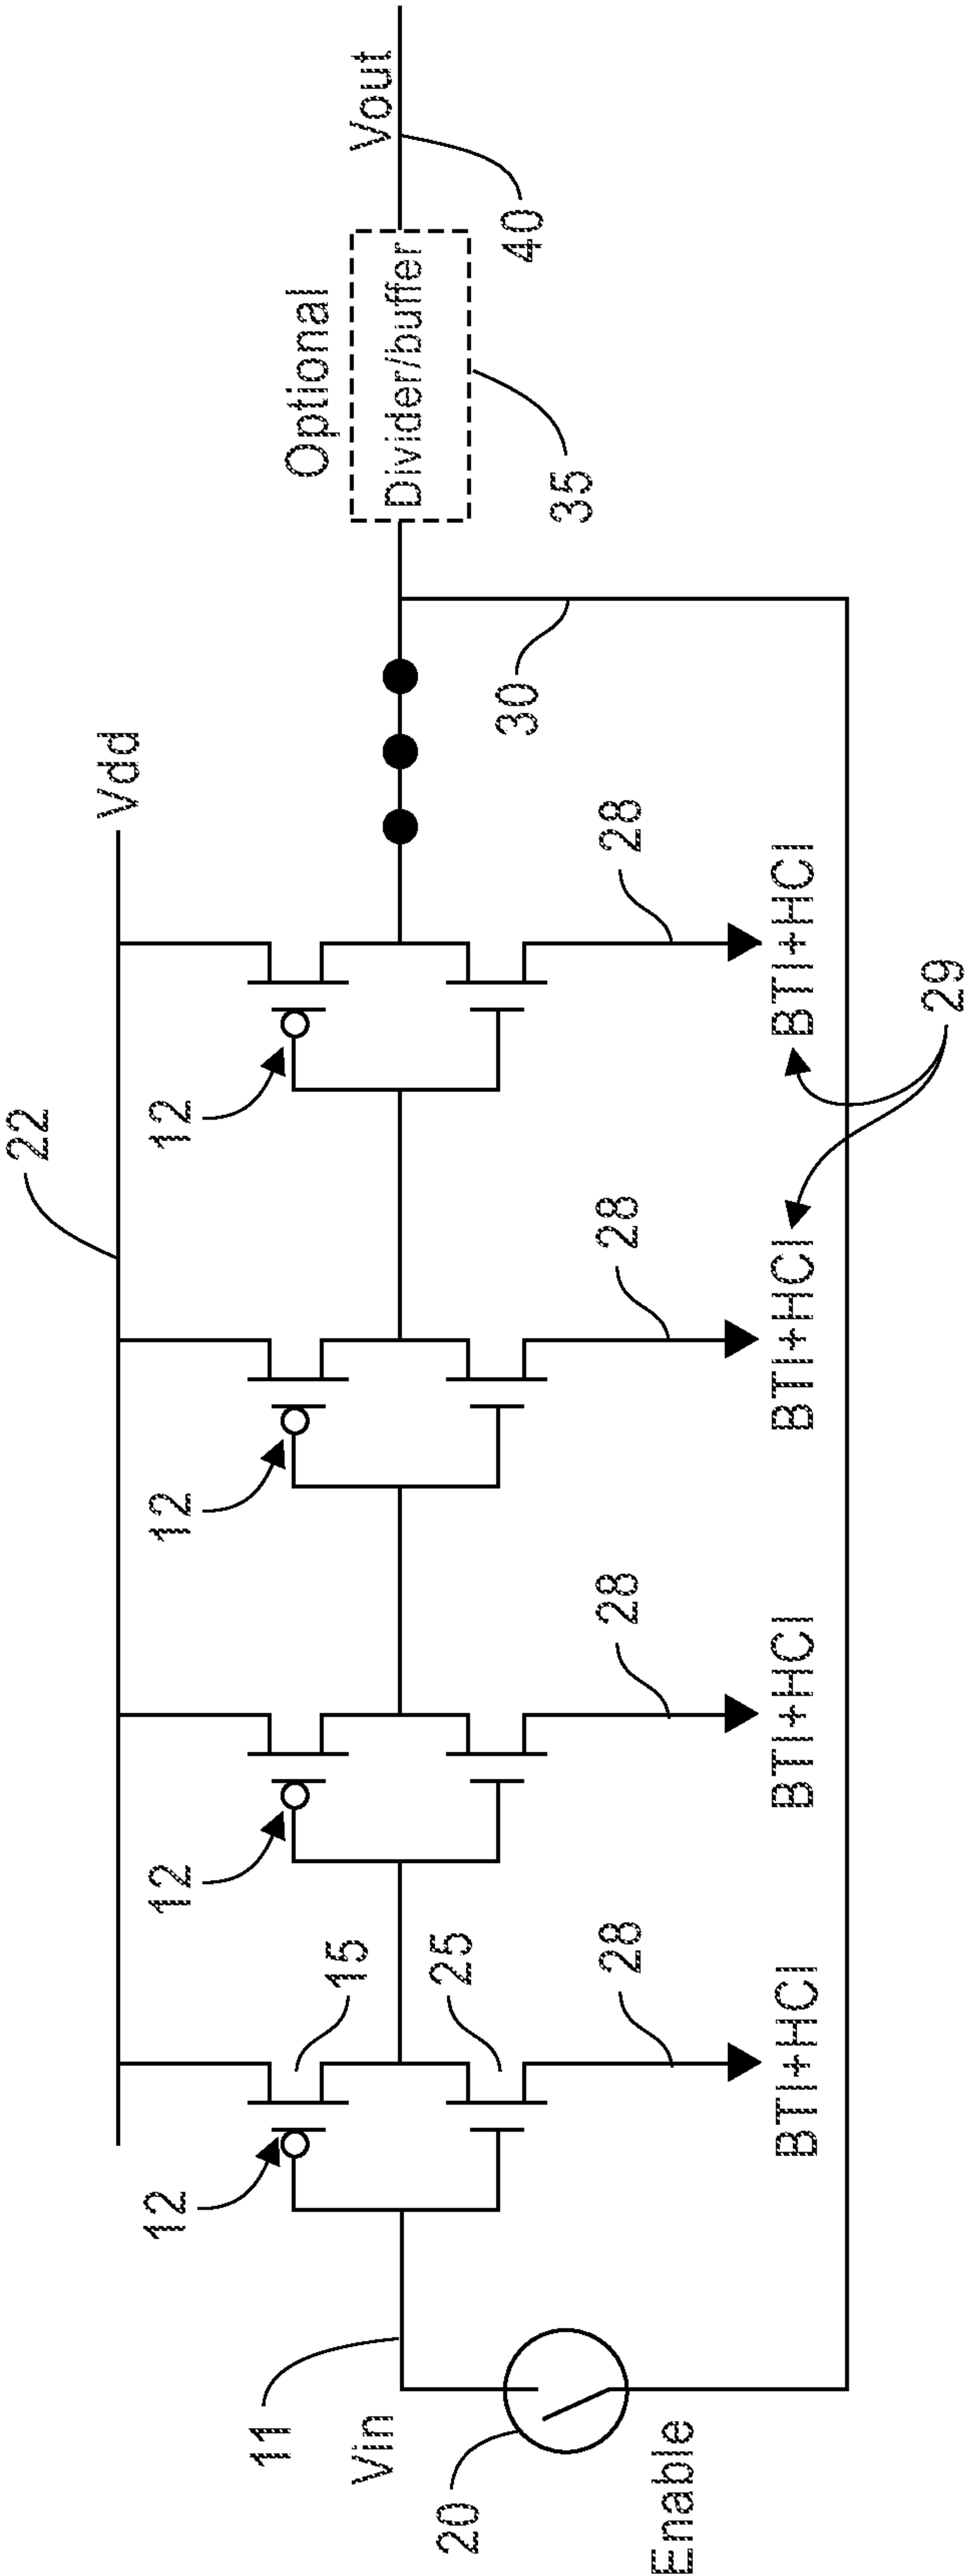 22
Vdd
12
12
12
12
Optional
15
Divider/buffer
Vout
11
Vin
25
40
20
30
35
28
28
28
28
Enable
BTI+HCI
BTI+HCI
BTI+HCI
BTI+HCI
29